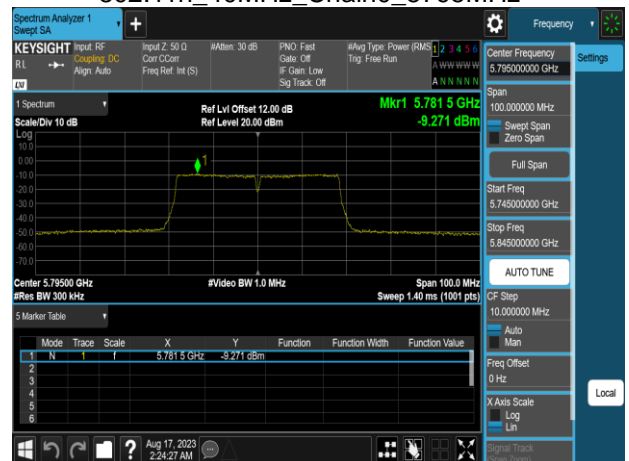 Spectrum Analyzer 1
Swept SA
Frequency
KEYSIGHT Input: RF Input Z: 50 Ω #Atten: 30 dB PNO: Fast #Avg Type: Power (RMS 1 2 3 4 5 6
RL Coupling: DC Corr CCorr Gate: Off Trig: Free Run A W W W W W
Align: Auto Freq Ref: Int (S) IF Gain: Low A N N N N N
LXI Sig Track: Off
Center Frequency
5.795000000 GHz
Settings
Span
100.000000 MHz
Swept Span
Zero Span
Full Span
Start Freq
5.745000000 GHz
Stop Freq
5.845000000 GHz
AUTO TUNE
CF Step
10.000000 MHz
Auto
Man
Freq Offset
0 Hz
X Axis Scale
Log
Lin
Local
Signal Track
(Span Zoom)
1 Spectrum
Ref Lvl Offset 12.00 dB Mkr1 5.781 5 GHz
Scale/Div 10 dB Ref Level 20.00 dBm -9.271 dBm
Log
10.0
0.00
1
-10.0
-20.0
-30.0
-40.0
-50.0
-60.0
-70.0
Center 5.79500 GHz #Video BW 1.0 MHz Span 100.0 MHz
#Res BW 300 kHz Sweep 1.40 ms (1001 pts)
5 Marker Table
Mode Trace Scale X Y Function Function Width Function Value
1 N 1 f 5.781 5 GHz -9.271 dBm
2
3
4
5
6
? Aug 17, 2023
2:24:27 AM